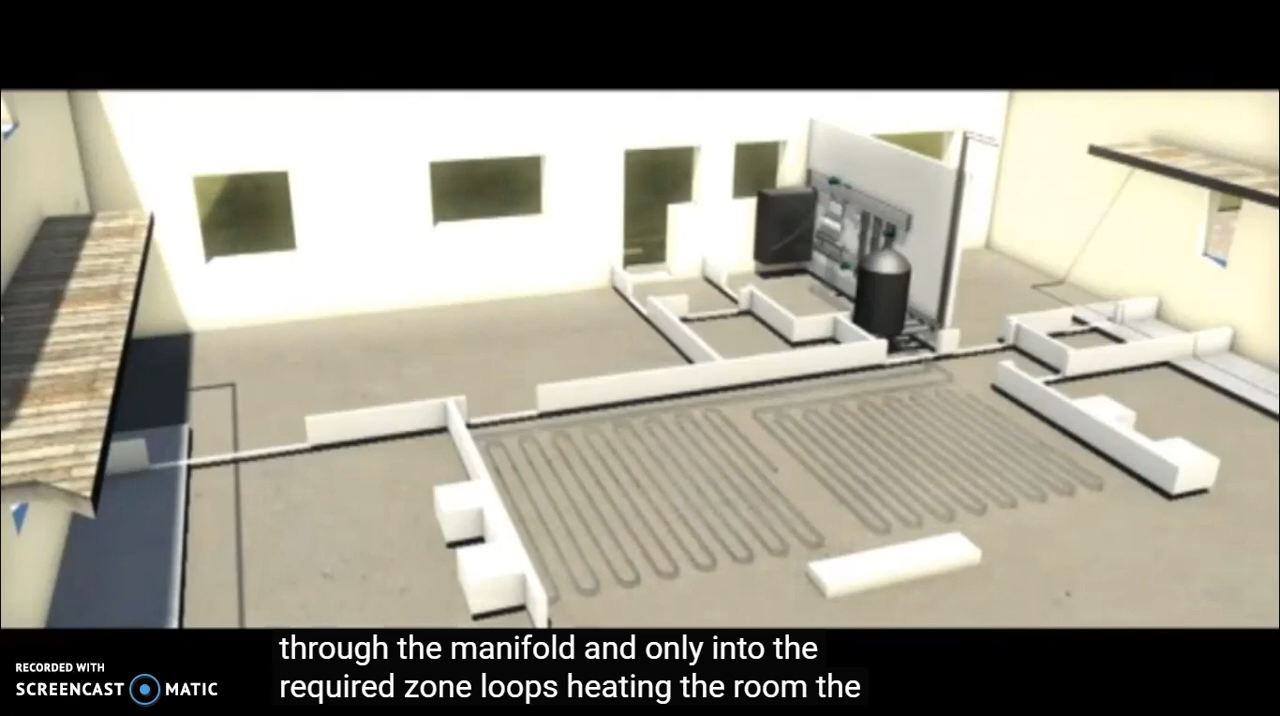 through the manifold and only into the
required zone loops heating the room the
RECORDED WITH
SCREENCAST MATIC